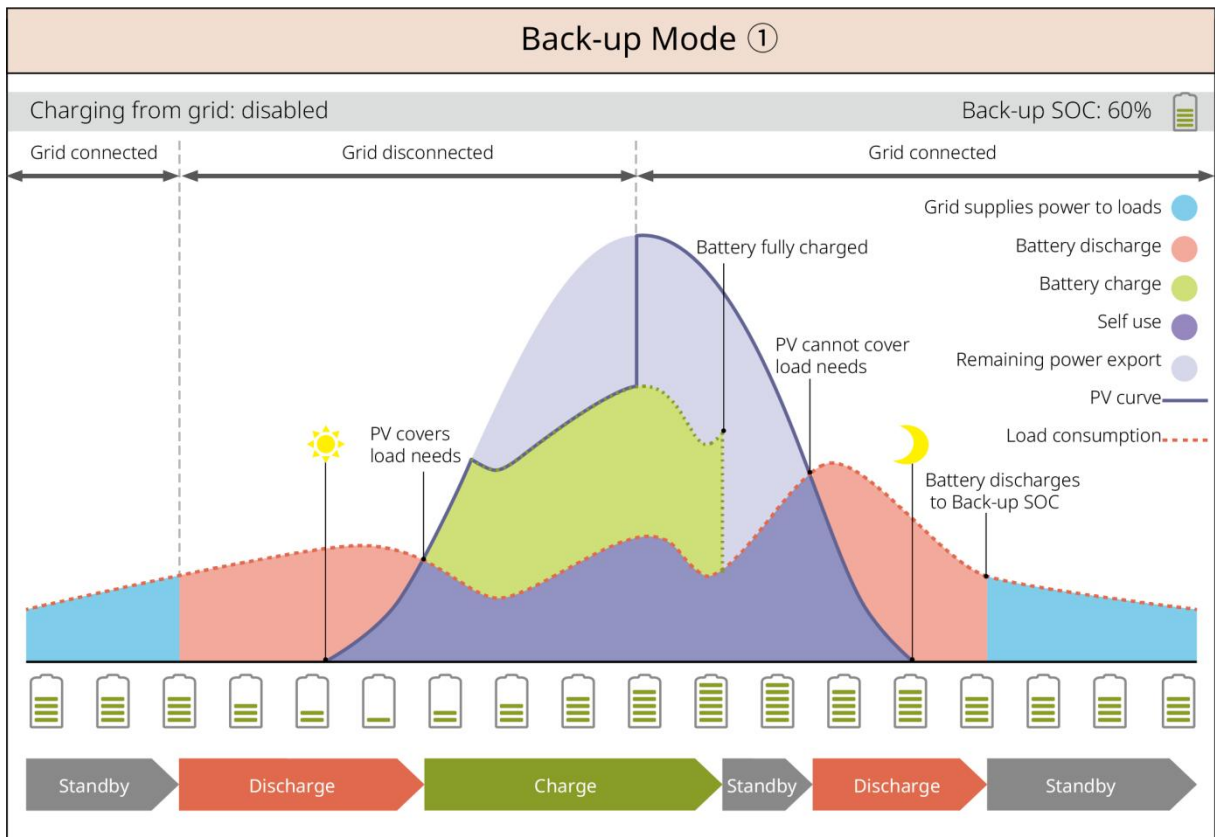 Back-up Mode ①
Charging from grid: disabled
Back-up SOC: 60%
Grid connected
Grid disconnected
Grid connected
Grid supplies power to loads
Battery discharge
Battery charge
Self use
Remaining power export
PV curve
Load consumption
Battery fully charged
PV cannot cover
load needs
PV covers
load needs
Battery discharges
to Back-up SOC
Standby
Discharge
Charge
Standby
Discharge
Standby